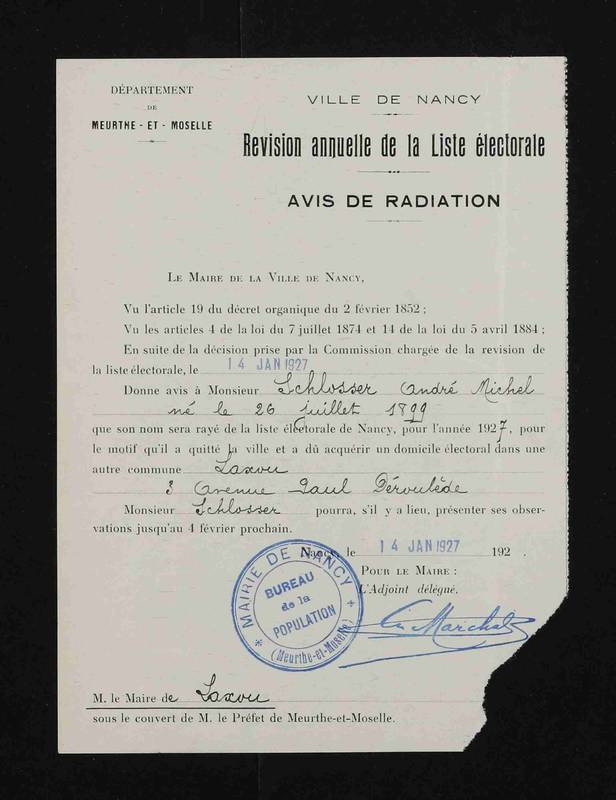 DÉPARTEMENT
DE
MEURTHE - ET - MOSELLE
VILLE DE NANCY
Revision annuelle de la Liste électorale
AVIS DE RADIATION
LE MAIRE DE LA VILLE DE NANCY,
Vu l'article 19 du décret organique du 2 février 1852 ;
Vu les articles 4 de la loi du 7 juillet 1874 et 14 de la loi du 5 avril 1884 ;
En suite de la décision prise par la Commission chargée de la revision de
la liste électorale, le 14 JAN 1927
Donne avis à Monsieur Schlosser André Michel
né le 26 juillet 1899
que son nom sera rayé de la liste électorale de Nancy, pour l'année 1927, pour
le motif qu'il a quitté la ville et a dû acquérir un domicile électoral dans une
autre commune Laxou
3 Avenue Paul Déroulède
Monsieur Schlosser pourra, s'il y a lieu, présenter ses obser-
vations jusqu'au 4 février prochain.
Nancy, le 14 JAN 1927 192 .
POUR LE MAIRE :
L'Adjoint délégué.
MAIRIE DE NANCY
BUREAU
de la
POPULATION
(Meurthe-et-Moselle)
M. le Maire de Laxou
sous le couvert de M. le Préfet de Meurthe-et-Moselle.